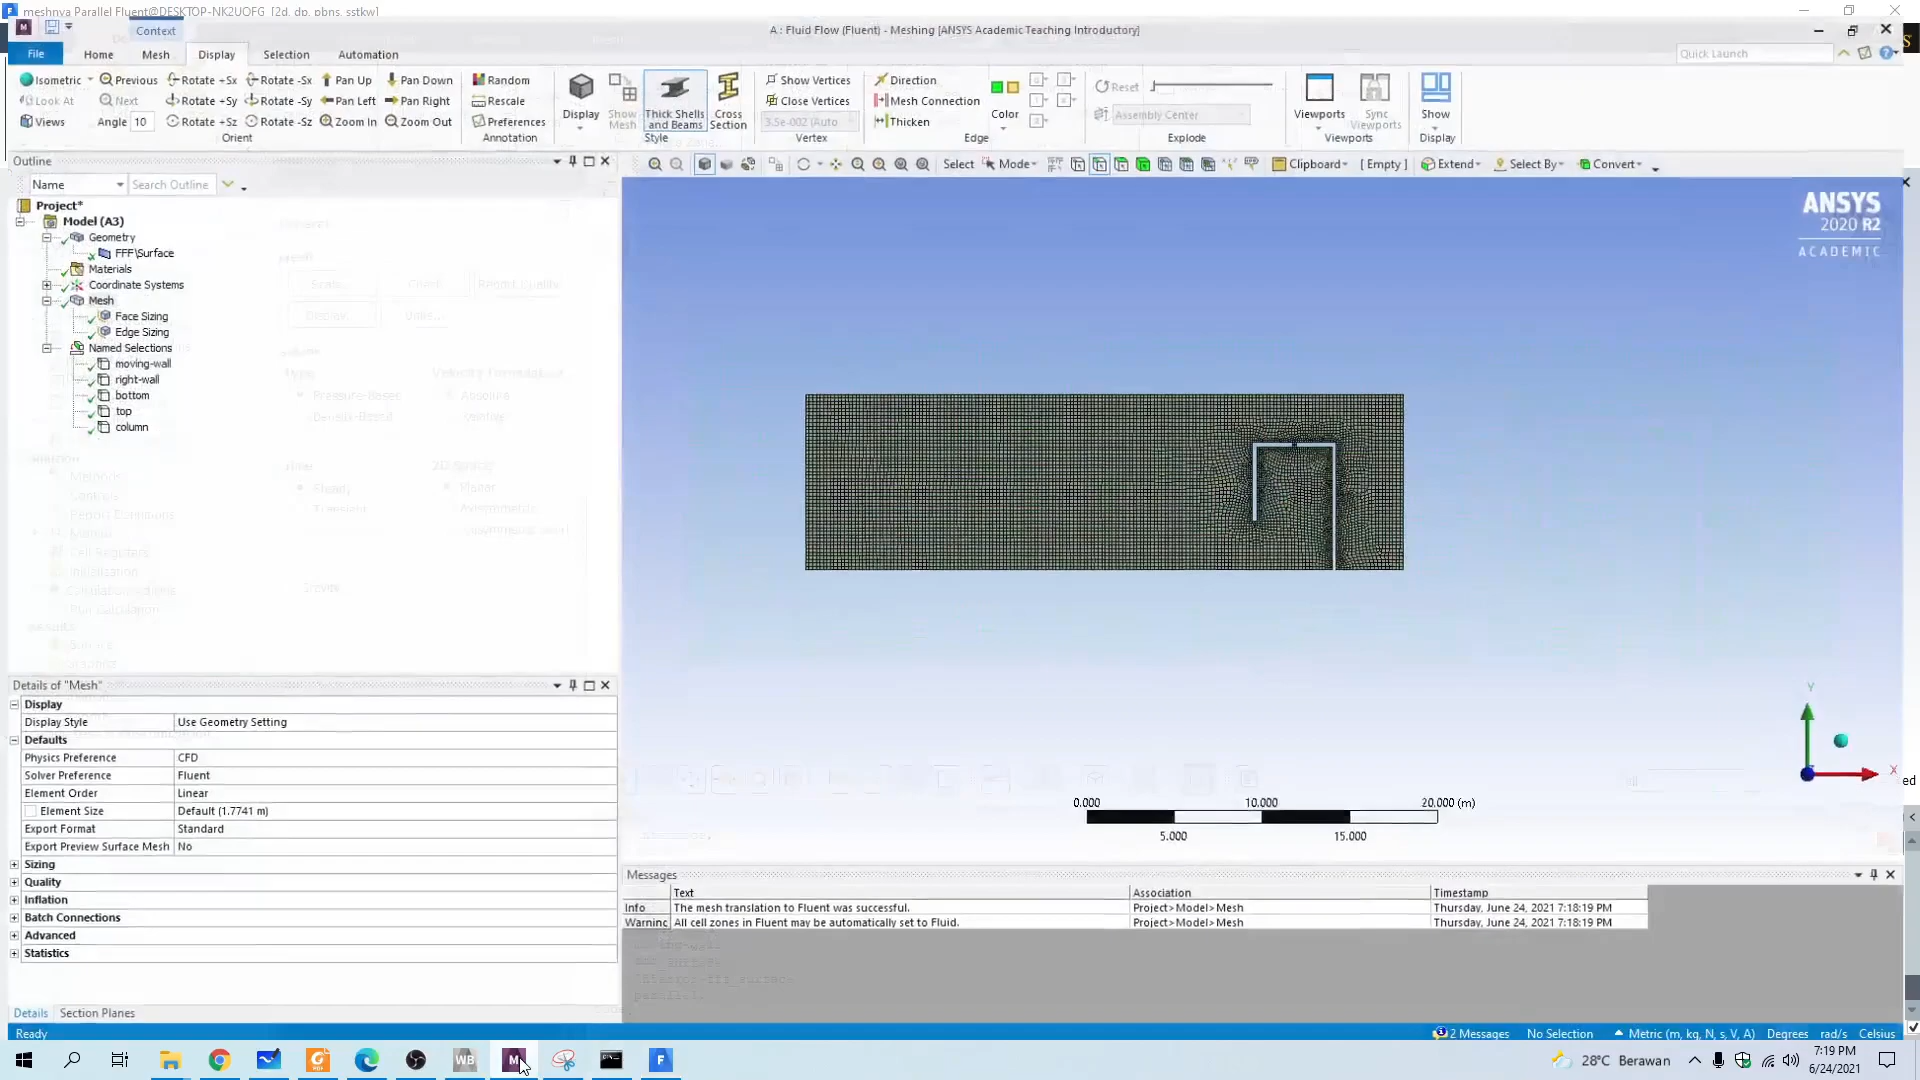 meshnya Parallel Fluent@DESKTOP-NK2UOFG [2d, dp, pbns, sstkw]
Context
A : Fluid Flow (Fluent) - Meshing [ANSYS Academic Teaching Introductory]
File Home Mesh Display Selection Automation
Quick Launch
Isometric Previous Rotate +Sx Rotate -Sx Pan Up Pan Down Random Show Vertices Direction Reset
Look At Next Rotate +Sy Rotate -Sy Pan Left Pan Right Rescale Close Vertices Mesh Connection
Views Angle 10 Rotate +Sz Rotate -Sz Zoom In Zoom Out Preferences 3.5e-002 (Auto Thicken Assembly Center
Display Show Mesh Thick Shells and Beams Cross Section Color Viewports Sync Viewports Show
Orient Annotation Style Vertex Edge Explode Viewports Display
Outline
Select Mode Clipboard [ Empty ] Extend Select By Convert
Name Search Outline
Project*
Model (A3)
Geometry
FFF\Surface
Materials
Coordinate Systems
Mesh
Face Sizing
Edge Sizing
Named Selections
moving-wall
right-wall
bottom
top
column
ANSYS
2020 R2
ACADEMIC
Details of "Mesh"
Display
Display Style Use Geometry Setting
Defaults
Physics Preference CFD
Solver Preference Fluent
Element Order Linear
Element Size Default (1.7741 m)
Export Format Standard
Export Preview Surface Mesh No
Sizing
Quality
Inflation
Batch Connections
Advanced
Statistics
Details Section Planes
Y
X
0.000 10.000 20.000 (m)
5.000 15.000
Messages
Text Association Timestamp
Info The mesh translation to Fluent was successful. Project>Model>Mesh Thursday, June 24, 2021 7:18:19 PM
Warning All cell zones in Fluent may be automatically set to Fluid. Project>Model>Mesh Thursday, June 24, 2021 7:18:19 PM
Ready 2 Messages No Selection Metric (m, kg, N, s, V, A) Degrees rad/s Celsius
28°C Berawan 7:19 PM
6/24/2021